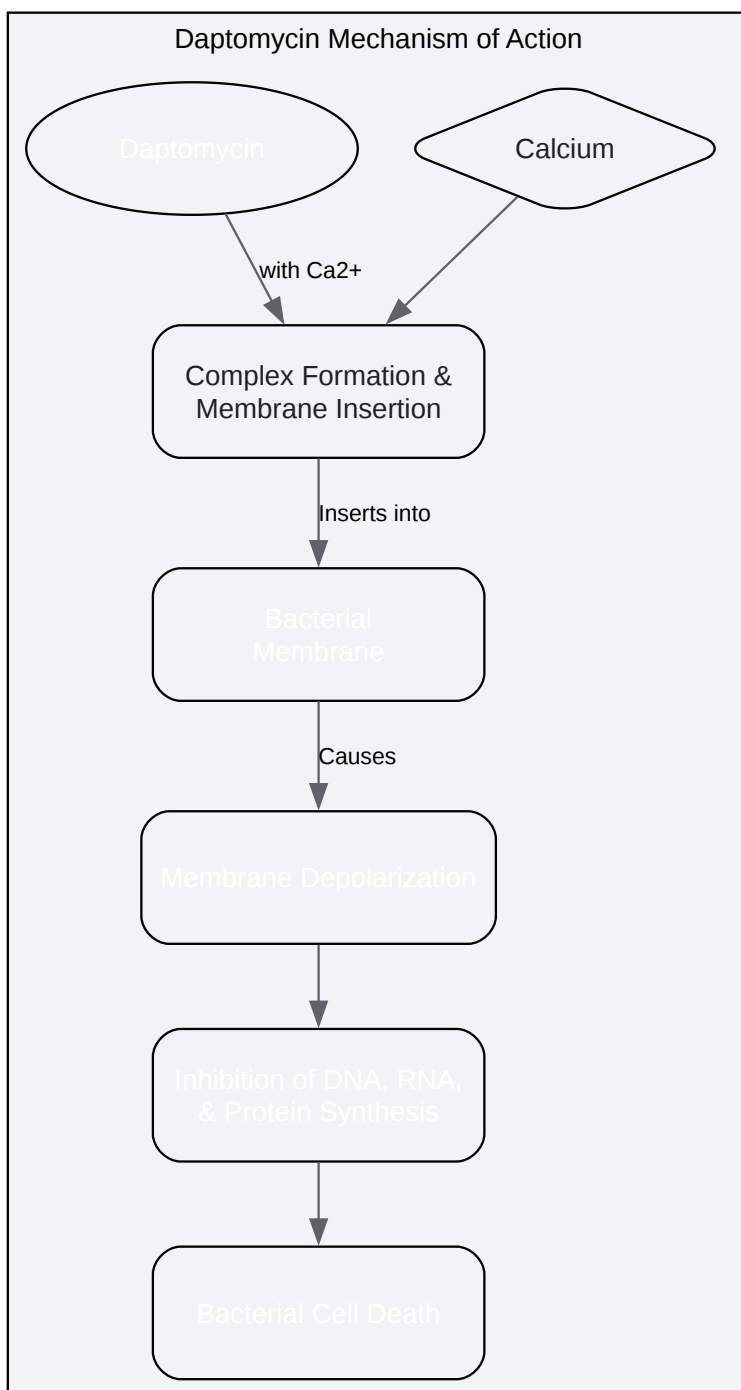 Daptomycin Mechanism of Action
Daptomycin
Calcium
with Ca2+
Complex Formation &
Membrane Insertion
Inserts into
Bacterial
Membrane
Causes
Membrane Depolarization
Inhibition of DNA, RNA,
& Protein Synthesis
Bacterial Cell Death